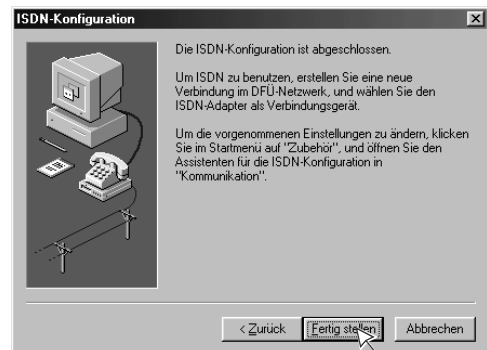 ISDN-Konfiguration
Die ISDN-Konfiguration ist abgeschlossen.
Um ISDN zu benutzen, erstellen Sie eine neue
Verbindung im DFÜ-Netzwerk, und wählen Sie den
ISDN-Adapter als Verbindungsgerät.
Um die vorgenommenen Einstellungen zu ändern, klicken
Sie im Startmenü auf "Zubehör", und öffnen Sie den
Assistenten für die ISDN-Konfiguration in
"Kommunikation".
< Zurück Fertig stellen Abbrechen